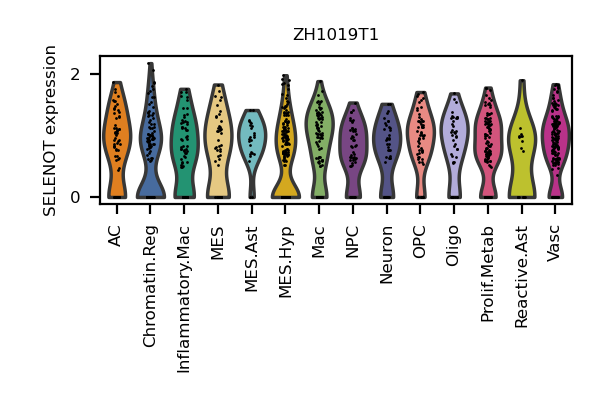 ZH1019T1
SELENOT expression
2
0
AC
Chromatin.Reg
Inflammatory.Mac
MES
MES.Ast
MES.Hyp
Mac
NPC
Neuron
OPC
Oligo
Prolif.Metab
Reactive.Ast
Vasc